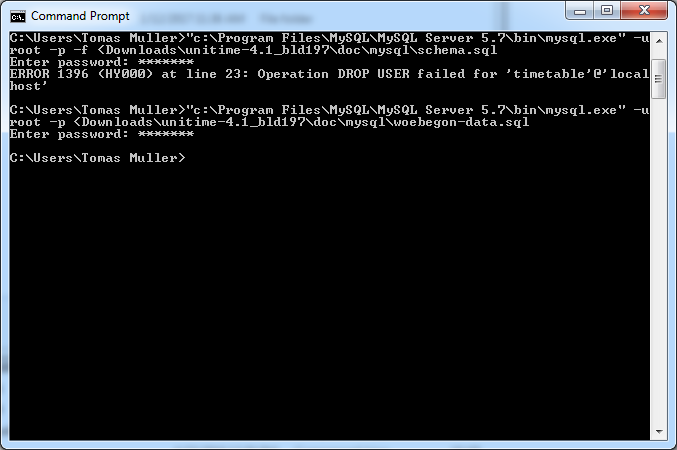 Command Prompt
C:\Users\Tomas Muller>"c:\Program Files\MySQL\MySQL Server 5.7\bin\mysql.exe" -u
root -p -f <Downloads\unitime-4.1_bld197\doc\mysql\schema.sql
Enter password: *******
ERROR 1396 (HY000) at line 23: Operation DROP USER failed for 'timetable'@'local
host'
C:\Users\Tomas Muller>"c:\Program Files\MySQL\MySQL Server 5.7\bin\mysql.exe" -u
root -p <Downloads\unitime-4.1_bld197\doc\mysql\woebegon-data.sql
Enter password: *******
C:\Users\Tomas Muller>